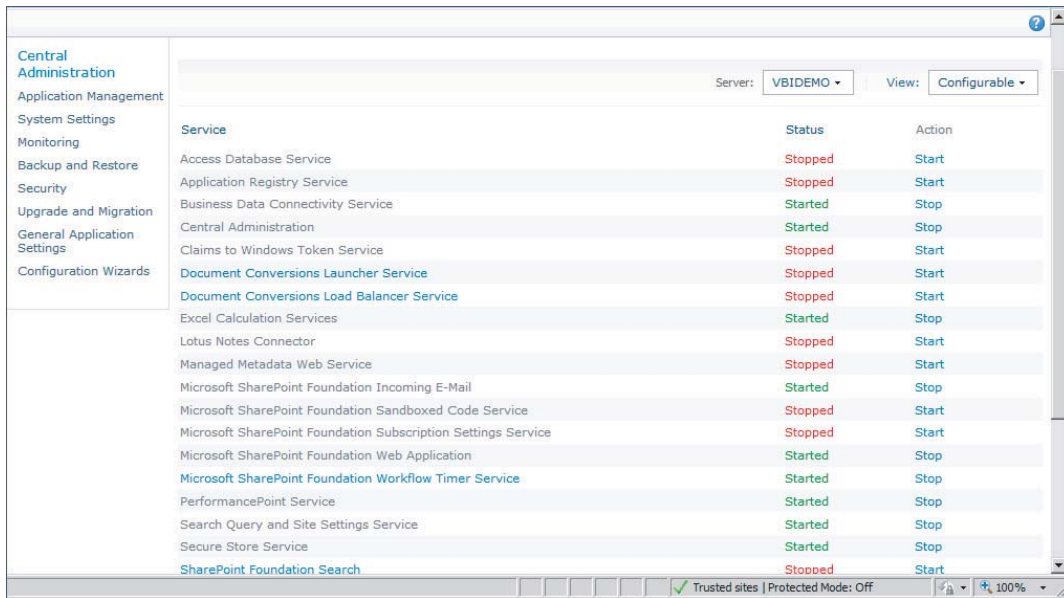 Central
Administration
Application Management
System Settings
Monitoring
Backup and Restore
Security
Upgrade and Migration
General Application
Settings
Configuration Wizards
Server: VBIDEMO View: Configurable
Service Status Action
Access Database Service Stopped Start
Application Registry Service Stopped Start
Business Data Connectivity Service Started Stop
Central Administration Started Stop
Claims to Windows Token Service Stopped Start
Document Conversions Launcher Service Stopped Start
Document Conversions Load Balancer Service Stopped Start
Excel Calculation Services Started Stop
Lotus Notes Connector Stopped Start
Managed Metadata Web Service Stopped Start
Microsoft SharePoint Foundation Incoming E-Mail Started Stop
Microsoft SharePoint Foundation Sandboxed Code Service Stopped Start
Microsoft SharePoint Foundation Subscription Settings Service Stopped Start
Microsoft SharePoint Foundation Web Application Started Stop
Microsoft SharePoint Foundation Workflow Timer Service Started Stop
PerformancePoint Service Started Stop
Search Query and Site Settings Service Started Stop
Secure Store Service Started Stop
SharePoint Foundation Search Stopped Start
Trusted sites | Protected Mode: Off 100%